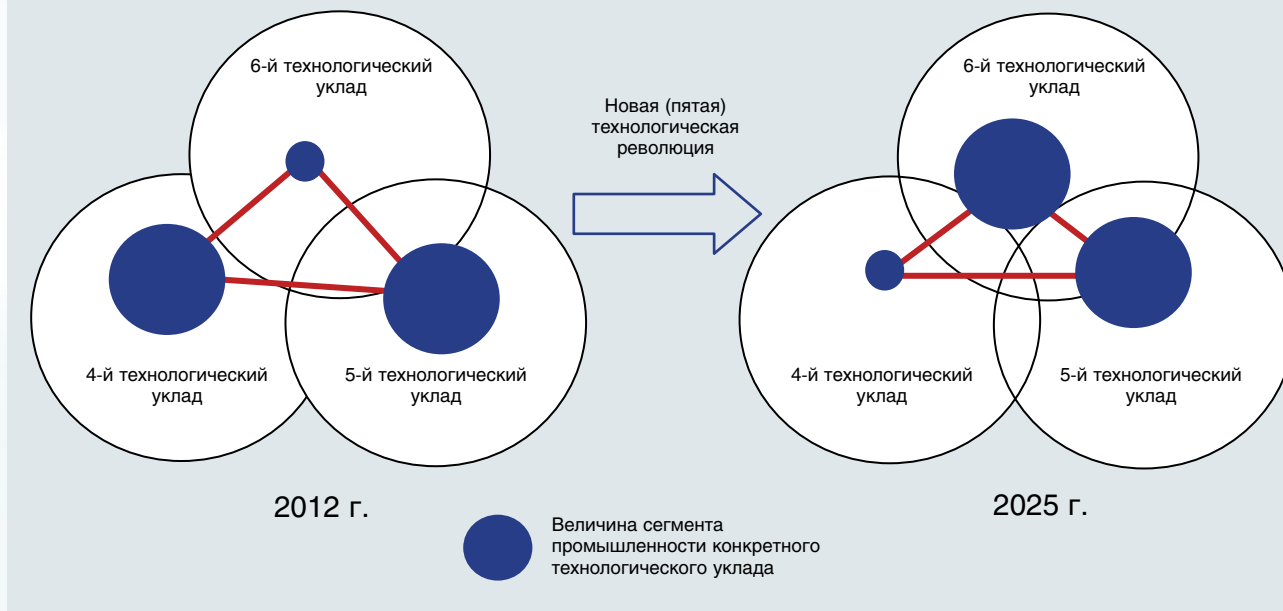 6-й технологический
уклад
4-й технологический
уклад
5-й технологический
уклад
2012 г.
Новая (пятая)
технологическая
революция
6-й технологический
уклад
4-й технологический
уклад
5-й технологический
уклад
2025 г.
Величина сегмента
промышленности конкретного
технологического уклада